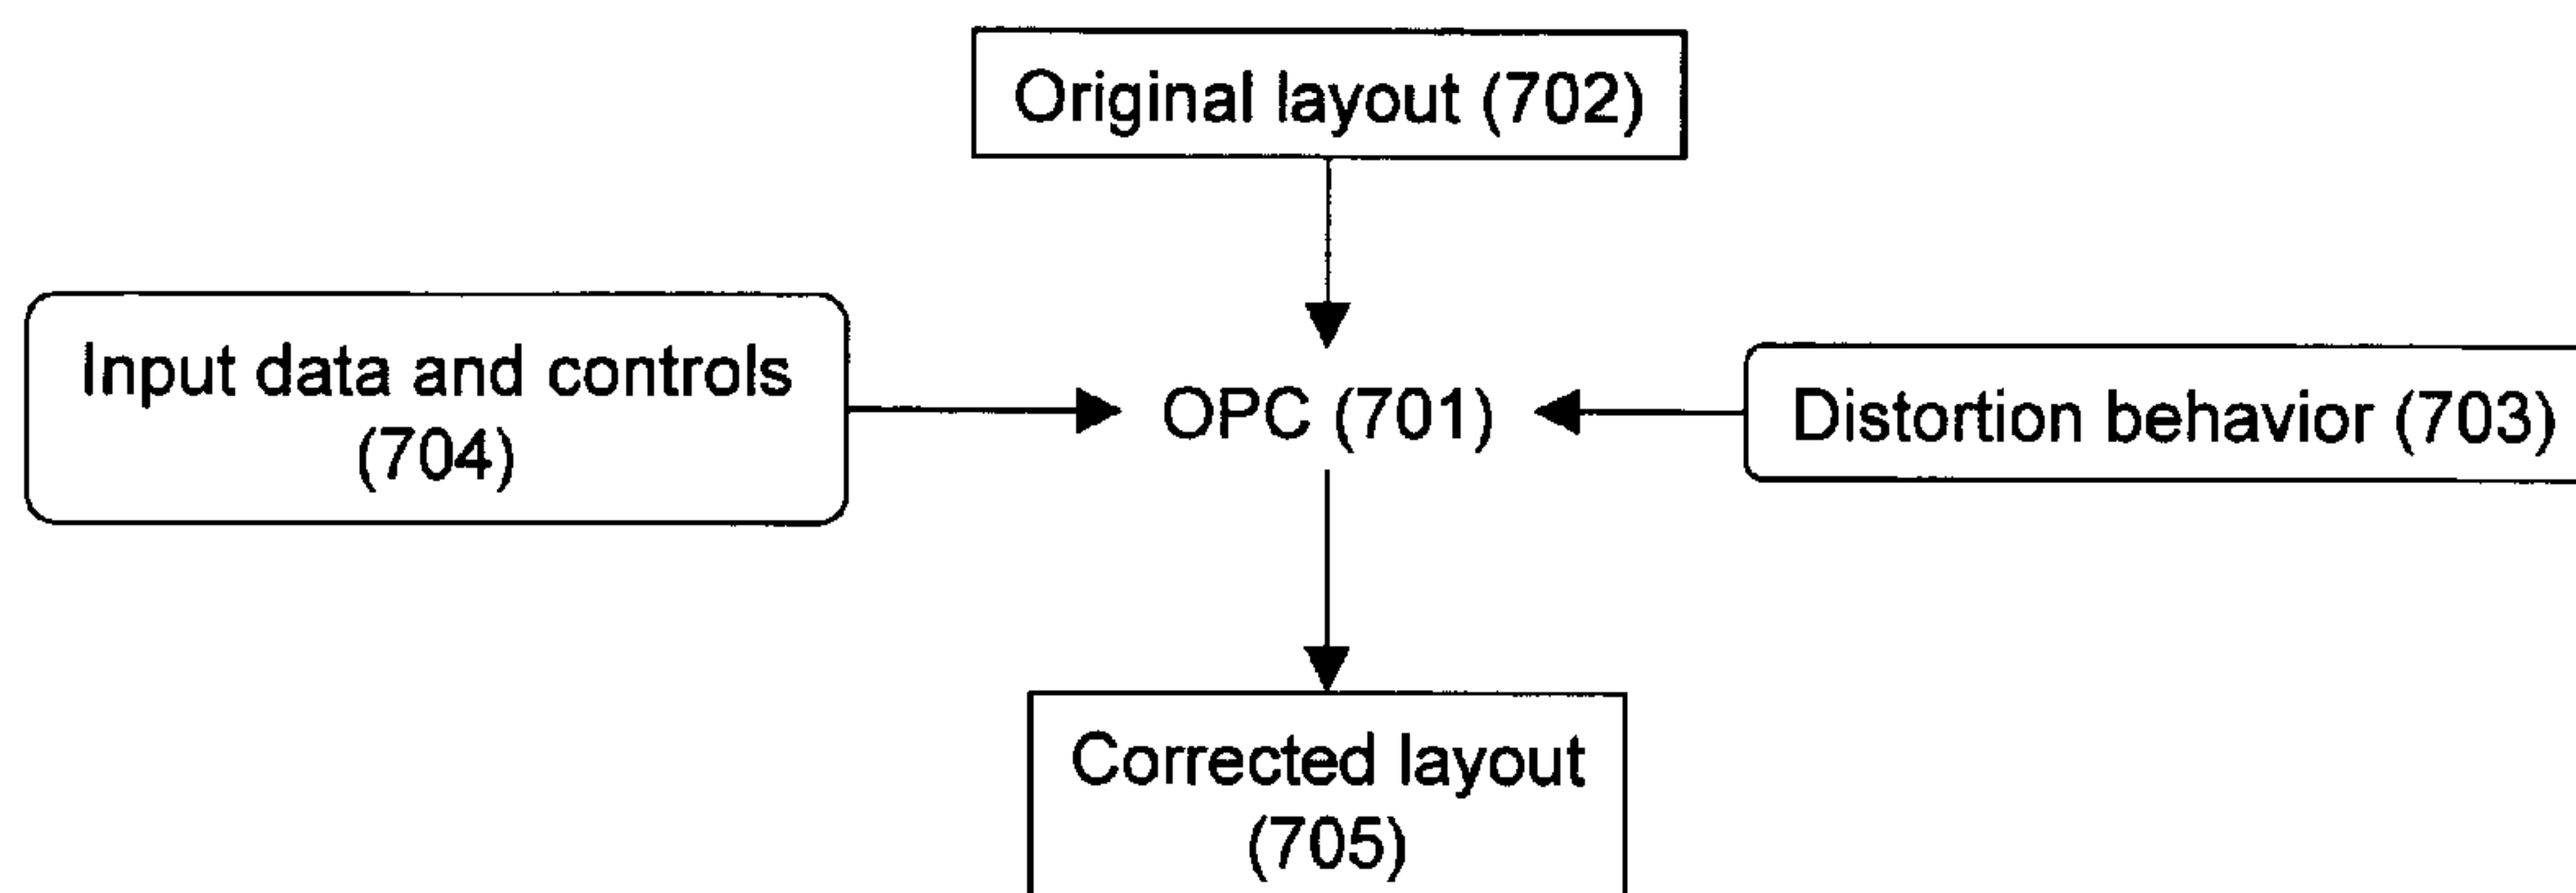 Original layout (702)
Input data and controls
(704)
OPC (701)
Distortion behavior (703)
Corrected layout
(705)